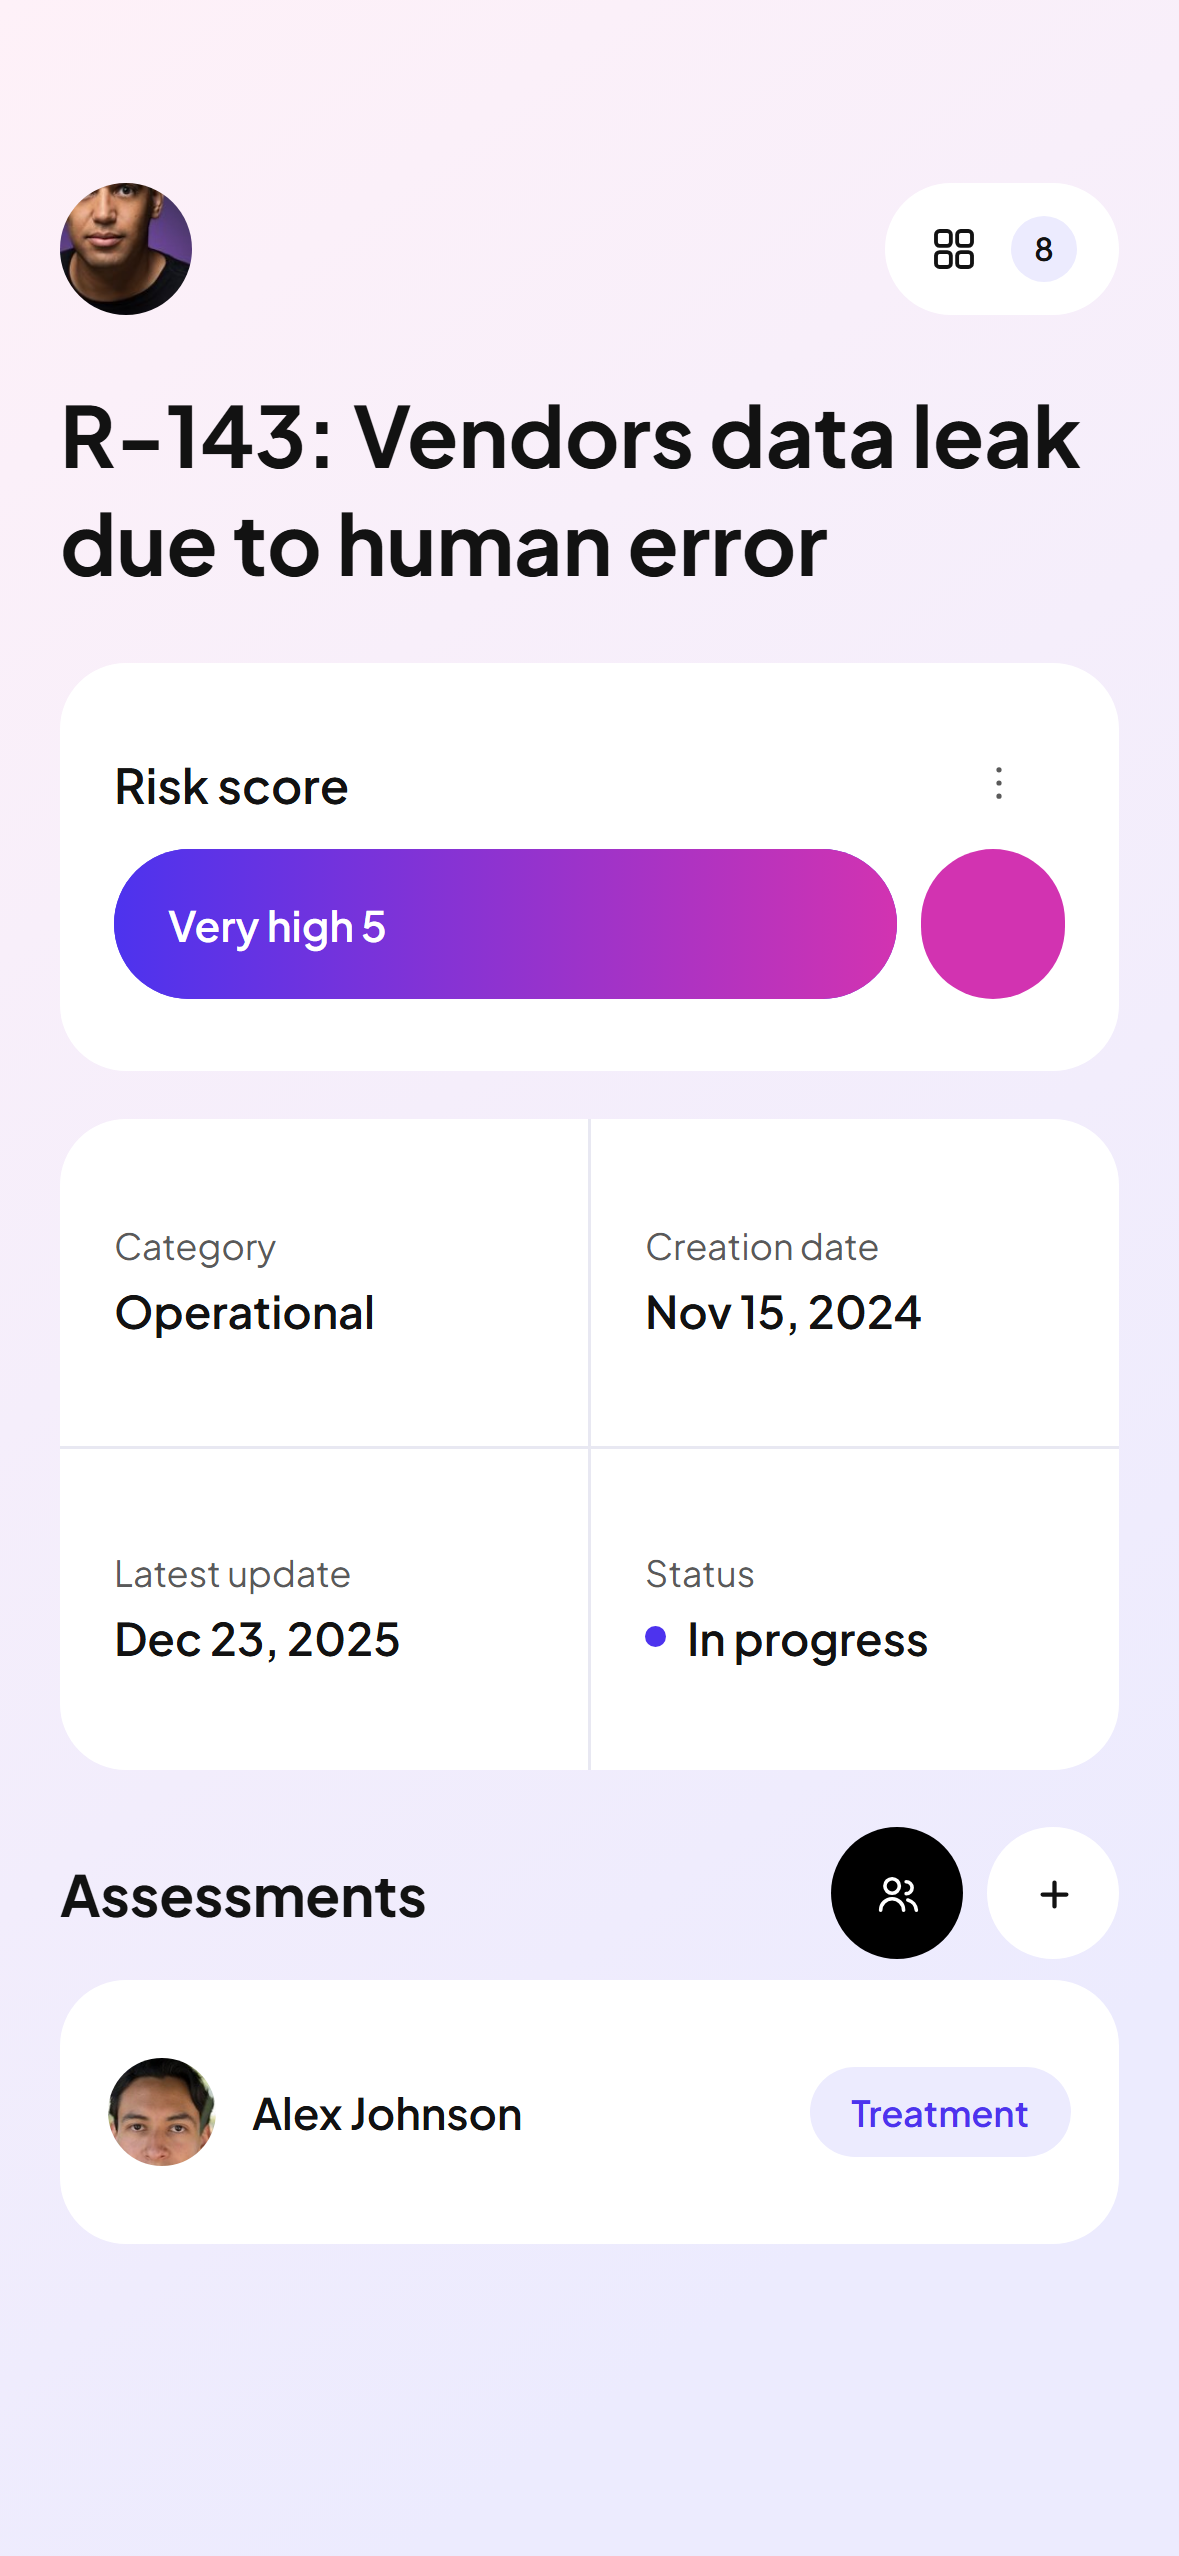 8
R-143: Vendors data leak
due to human error
Risk score
Very high 5
Category
Operational
Creation date
Nov 15, 2024
Latest update
Dec 23, 2025
Status
In progress
Assessments
Alex Johnson
Treatment